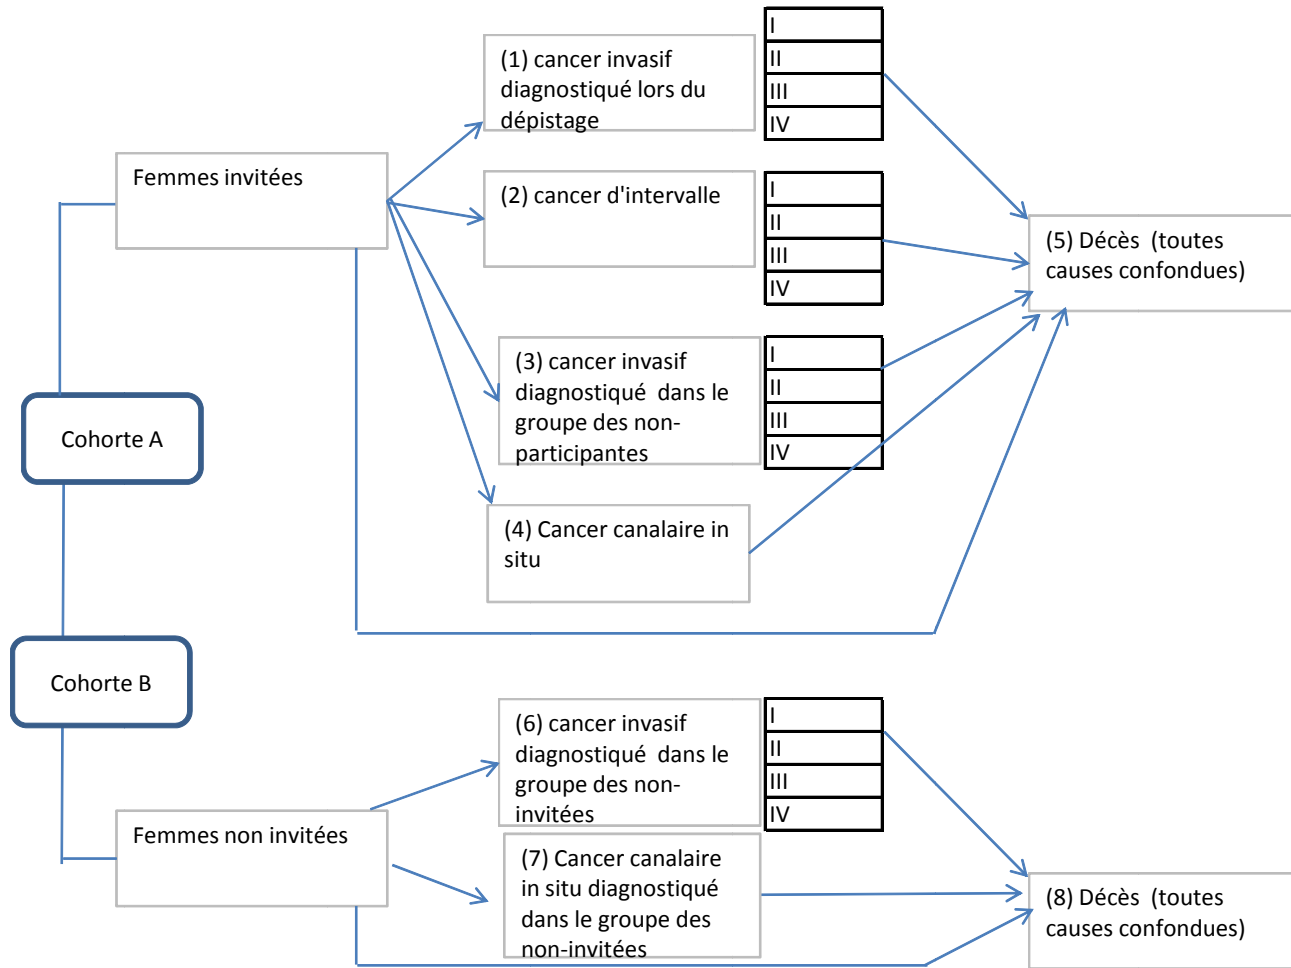 (1) cancer invasif
diagnostiqué lors du
dépistage
I
II
III
IV
Femmes invitées
(2) cancer d'intervalle
I
II
III
IV
(5) Décès (toutes
causes confondues)
(3) cancer invasif
diagnostiqué dans le
groupe des non-
participantes
I
II
III
IV
Cohorte A
(4) Cancer canalaire in
situ
Cohorte B
(6) cancer invasif
diagnostiqué dans le
groupe des non-
invitées
I
II
III
IV
Femmes non invitées
(7) Cancer canalaire
in situ diagnostiqué
dans le groupe des
non-invitées
(8) Décès (toutes
causes confondues)